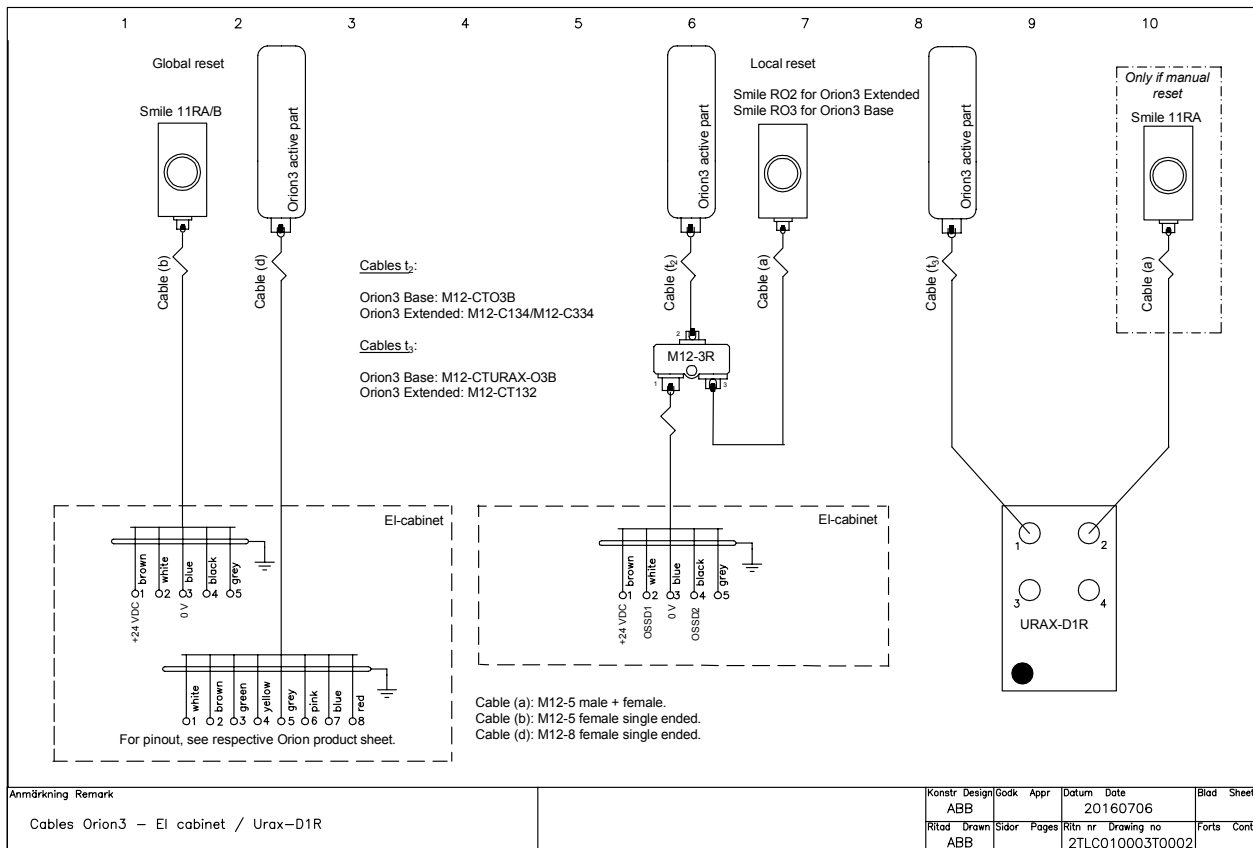 1 2 3 4 5 6 7 8 9 10
Global reset
Smile 11RA/B
Orion3 active part
Cable (b)
Cable (d)
Cables t2:
Orion3 Base: M12-CTO3B
Orion3 Extended: M12-C134/M12-C334
Cables t3:
Orion3 Base: M12-CTURAX-O3B
Orion3 Extended: M12-CT132
Orion3 active part
Local reset
Smile RO2 for Orion3 Extended
Smile RO3 for Orion3 Base
Cable (t2)
Cable (a)
2
M12-3R
1
3
Orion3 active part
Cable (t3)
Only if manual
reset
Smile 11RA
Cable (a)
El-cabinet
brown
white
blue
black
grey
1 2 3 4 5
+24 VDC
0 V
white
brown
green
yellow
grey
pink
blue
red
1 2 3 4 5 6 7 8
For pinout, see respective Orion product sheet.
El-cabinet
brown
white
blue
black
grey
1 2 3 4 5
+24 VDC
OSSD1
0 V
OSSD2
Cable (a): M12-5 male + female.
Cable (b): M12-5 female single ended.
Cable (d): M12-8 female single ended.
1 2
3 4
URAX-D1R
Anmärkning Remark
Cables Orion3 - El cabinet / Urax-D1R
Konstr Design Godk Appr Datum Date Blad Sheet
ABB 20160706
Ritad Drawn Sidor Pages Ritn nr Drawing no Forts Cont
ABB 2TLC010003T0002